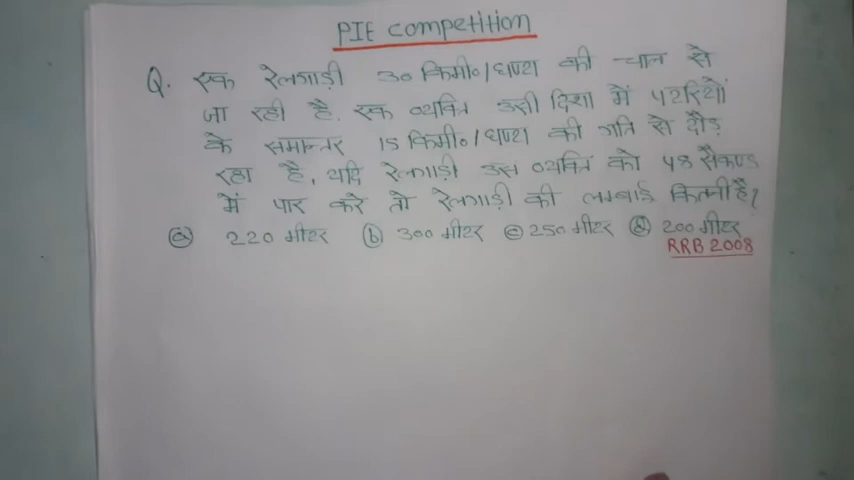 PIE competition
Q. एक रेलगाड़ी 30 किमी०/घण्टा की चाल से
जा रही है. एक व्यक्ति उसी दिशा में पटरियों
के समान्तर 15 किमी०/घण्टा की गति से दौड़
रहा है, यदि रेलगाड़ी उस व्यक्ति को 48 सैकण्ड
में पार करे तो रेलगाड़ी की लम्बाई कितनी है?
(a) 220 मीटर (b) 300 मीटर (c) 250 मीटर (d) 200 मीटर
RRB 2008